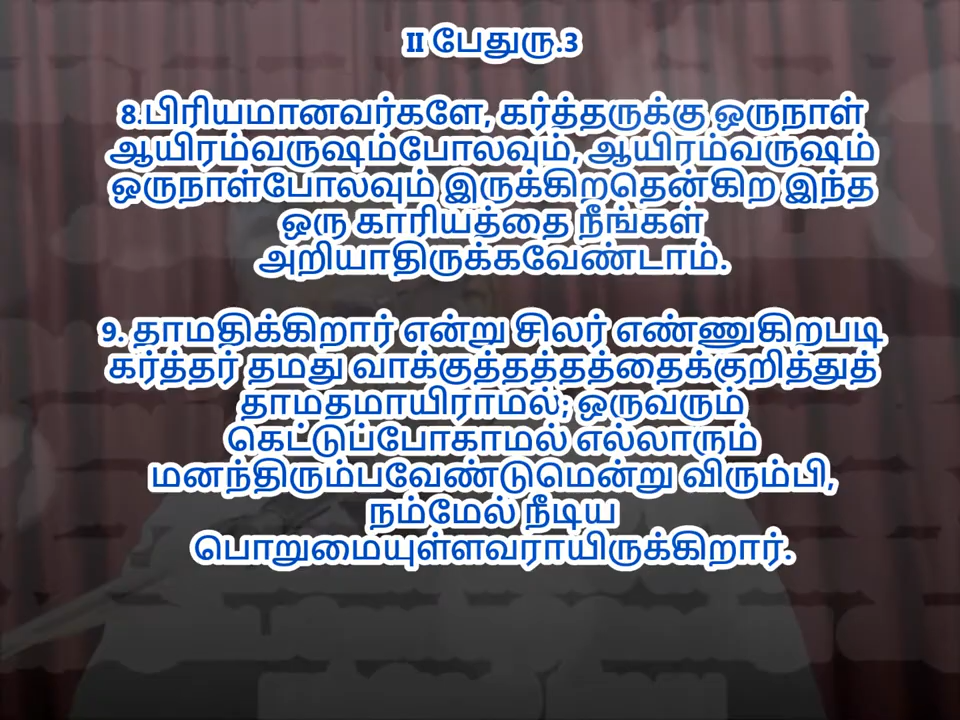 II பேதுரு.3
8.பிரியமானவர்களே, கர்த்தருக்கு ஒருநாள்
ஆயிரம்வருஷம்போலவும், ஆயிரம்வருஷம்
ஒருநாள்போலவும் இருக்கிறதென்கிற இந்த
ஒரு காரியத்தை நீங்கள்
அறியாதிருக்கவேண்டாம்.
9. தாமதிக்கிறார் என்று சிலர் எண்ணுகிறபடி
கர்த்தர் தமது வாக்குத்தத்தத்தைக்குறித்துத்
தாமதமாயிராமல்; ஒருவரும்
கெட்டுப்போகாமல் எல்லாரும்
மனந்திரும்பவேண்டுமென்று விரும்பி,
நம்மேல் நீடிய
பொறுமையுள்ளவராயிருக்கிறார்.